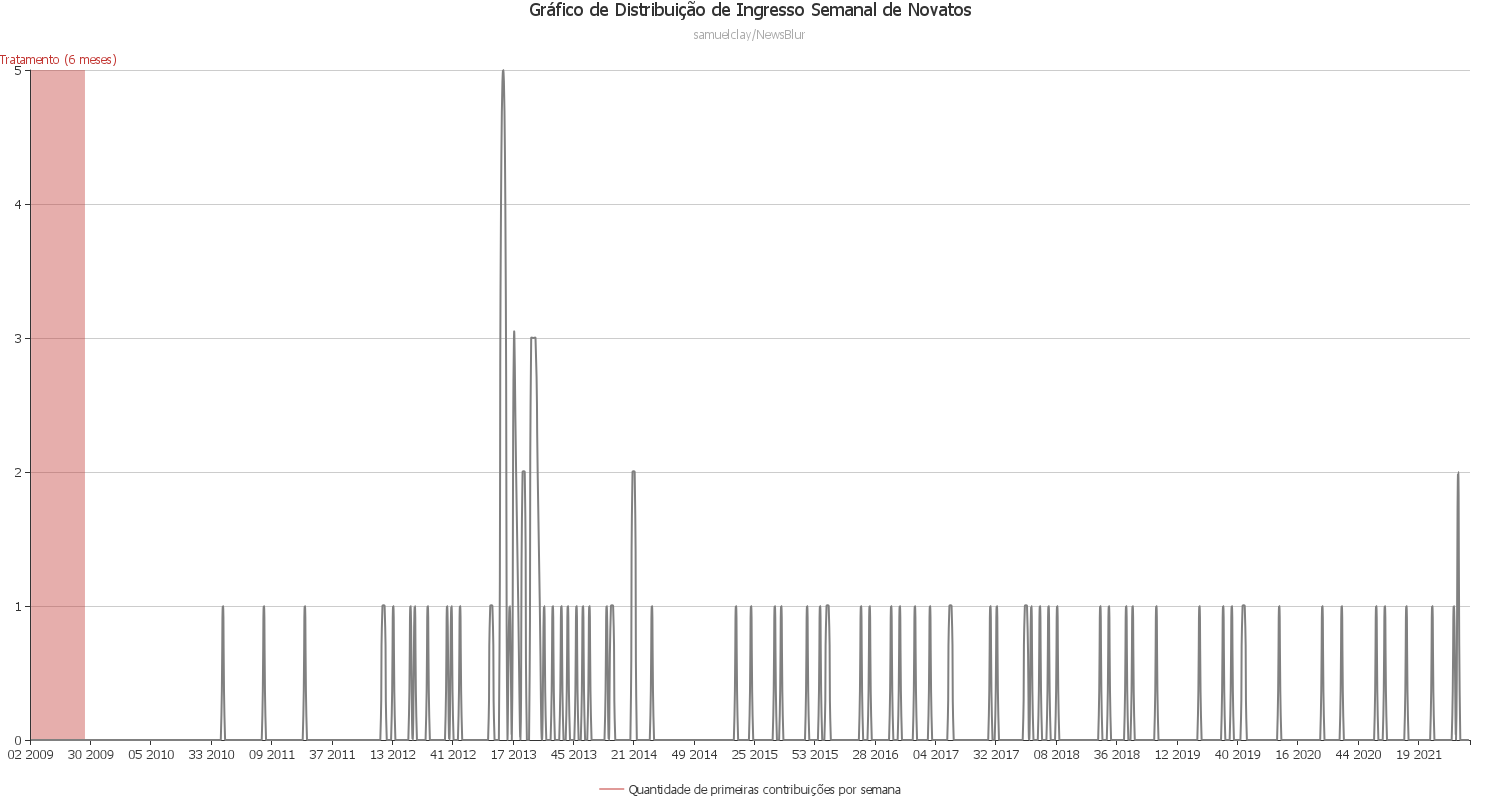 Gráfico de Distribuição de Ingresso Semanal de Novatos
samuelclay/NewsBlur
Tratamento (6 meses)
5
4
3
2
1
0
02 2009 30 2009 05 2010 33 2010 09 2011 37 2011 13 2012 41 2012 17 2013 45 2013 21 2014 49 2014 25 2015 53 2015 28 2016 04 2017 32 2017 08 2018 36 2018 12 2019 40 2019 16 2020 44 2020 19 2021
Quantidade de primeiras contribuições por semana